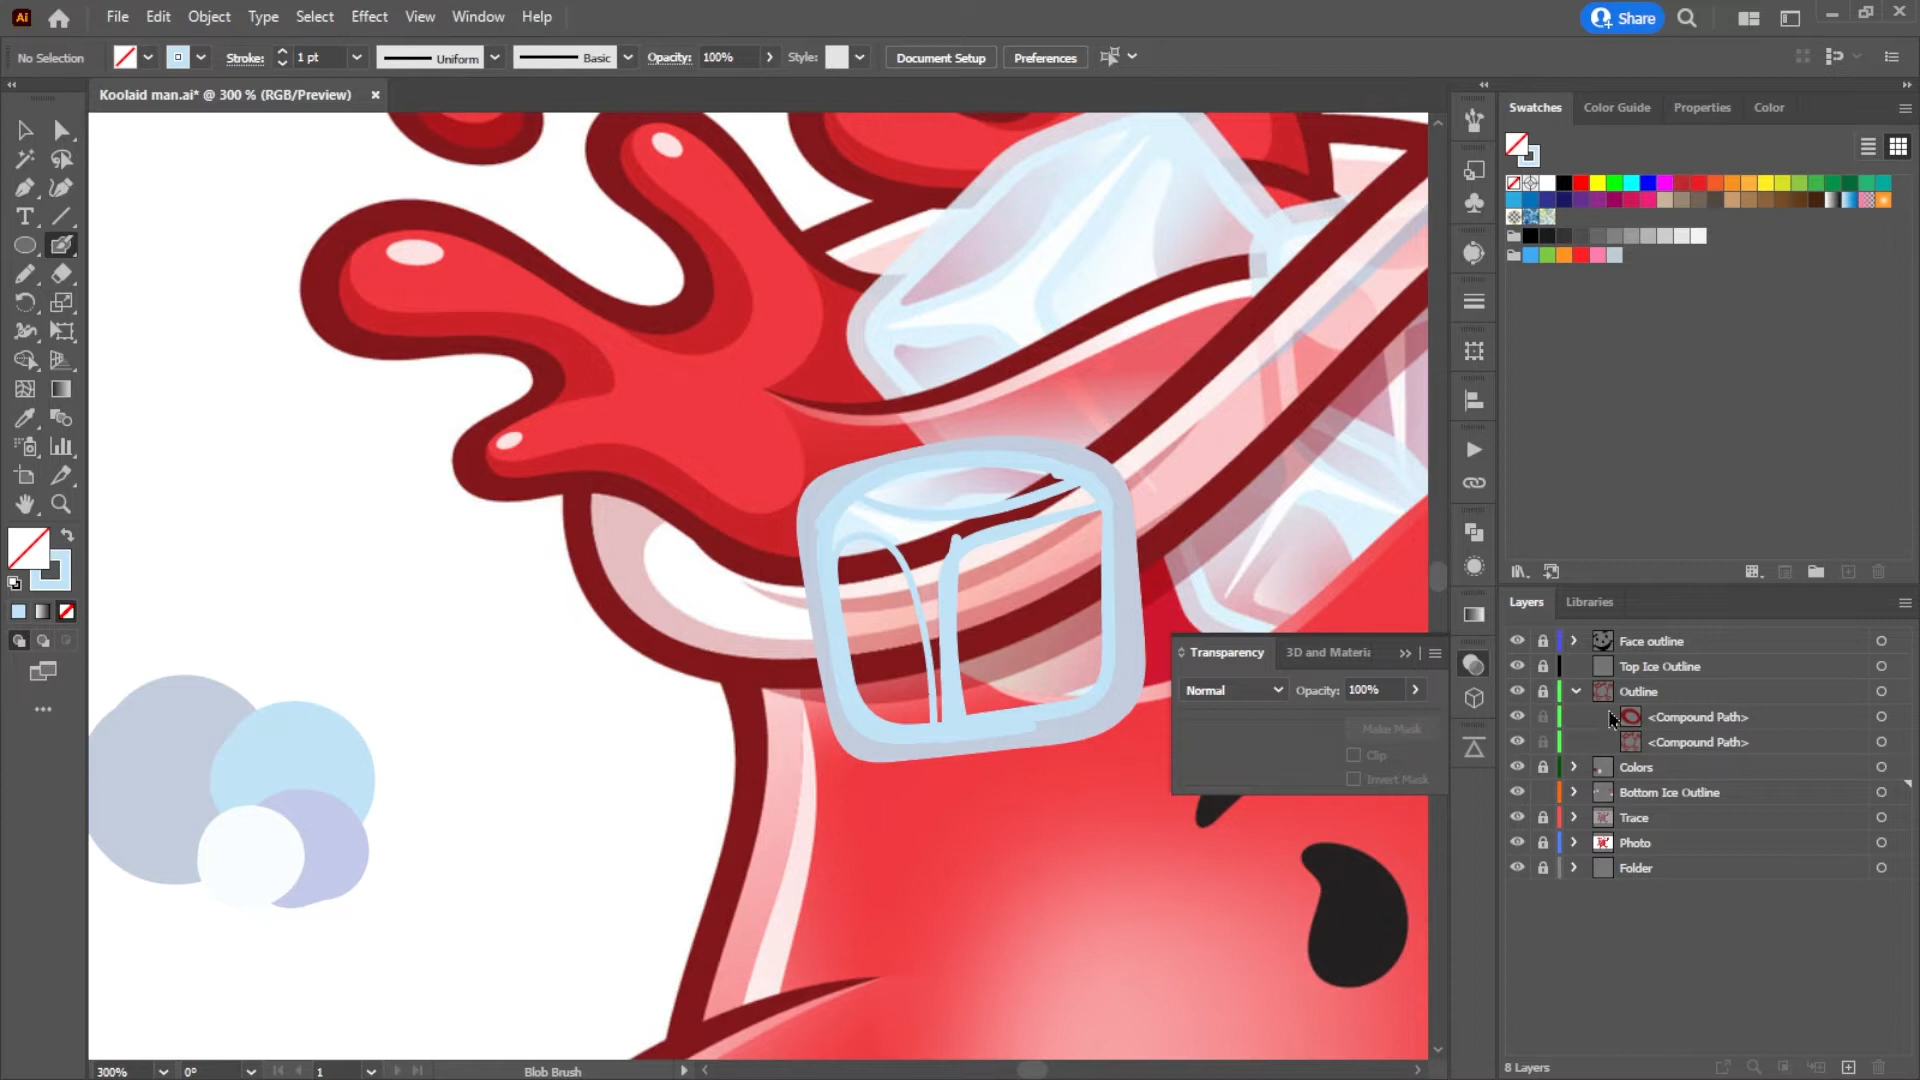 Ai File Edit Object Type Select Effect View Window Help Share
No Selection Stroke: 1 pt Uniform Basic Opacity: 100% Style: Document Setup Preferences
Koolaid man.ai* @ 300 % (RGB/Preview)
Swatches Color Guide Properties Color
Layers Libraries
Face outline
Top Ice Outline
Outline
<Compound Path>
<Compound Path>
Colors
Bottom Ice Outline
Trace
Photo
Folder
Transparency 3D and Materia
Normal Opacity: 100%
Make Mask
Clip
Invert Mask
300% 0° 1 Blob Brush
8 Layers